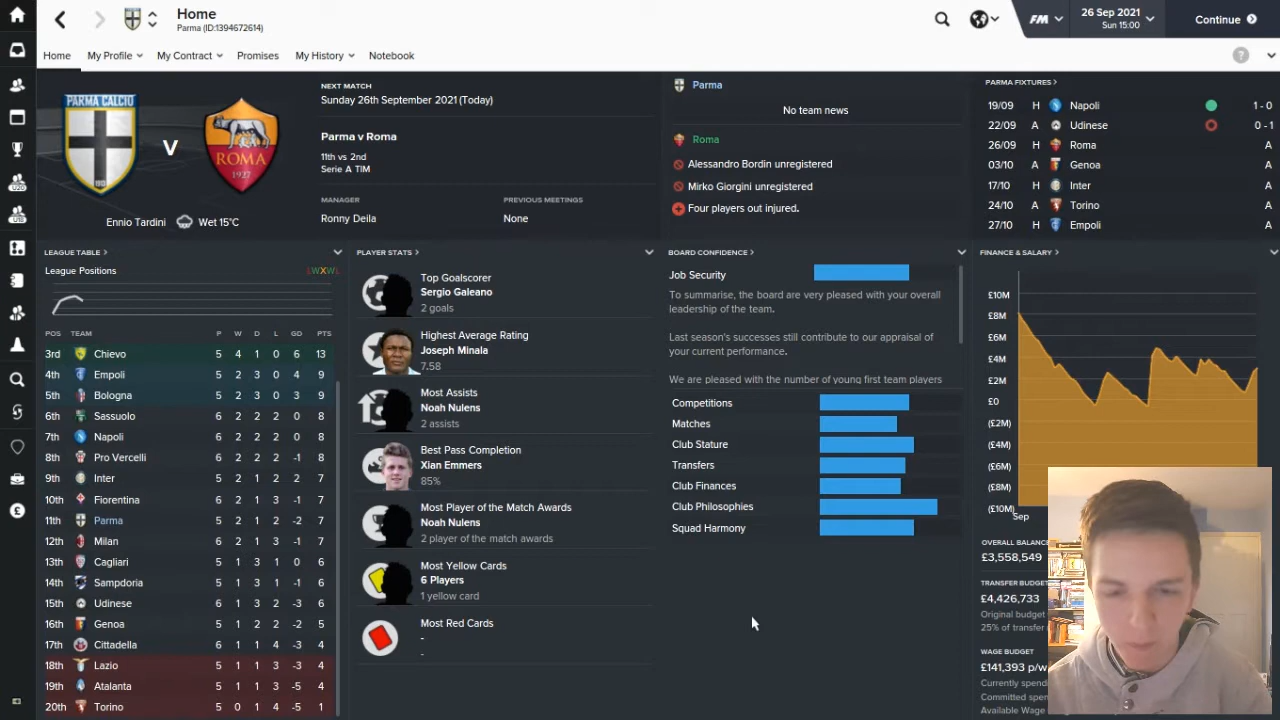 Home
Parma (ID:1394672614)
FM
26 Sep 2021
Sun 15:00
Continue
Home
My Profile
My Contract
Promises
My History
Notebook
PARMA CALCIO
V
ROMA
1927
Ennio Tardini
Wet 15°C
NEXT MATCH
Sunday 26th September 2021(Today)
Parma v Roma
11th vs 2nd
Serie A TIM
MANAGER
PREVIOUS MEETINGS
Ronny Deila
None
Parma
No team news
Roma
Alessandro Bordin unregistered
Mirko Giorgini unregistered
Four players out injured.
PARMA FIXTURES >
19/09 H Napoli 1 - 0
22/09 A Udinese 0 - 1
26/09 H Roma A
03/10 A Genoa A
17/10 H Inter A
24/10 A Torino A
27/10 H Empoli A
LEAGUE TABLE >
League Positions
LWXWL
POS TEAM P W D L GD PTS
3rd Chievo 5 4 1 0 6 13
4th Empoli 5 2 3 0 4 9
5th Bologna 5 2 3 0 3 9
6th Sassuolo 6 2 2 2 0 8
7th Napoli 6 2 2 2 0 8
8th Pro Vercelli 6 2 2 2 -1 8
9th Inter 5 2 1 2 2 7
10th Fiorentina 6 2 1 3 -1 7
11th Parma 5 2 1 2 -2 7
12th Milan 6 2 1 3 -1 7
13th Cagliari 5 1 3 1 0 6
14th Sampdoria 5 1 3 1 -1 6
15th Udinese 6 1 3 2 -3 6
16th Genoa 5 1 2 2 -2 5
17th Cittadella 6 1 1 4 -3 4
18th Lazio 5 1 1 3 -3 4
19th Atalanta 5 1 1 3 -5 4
20th Torino 5 0 1 4 -5 1
PLAYER STATS >
Top Goalscorer
Sergio Galeano
2 goals
Highest Average Rating
Joseph Minala
7.58
Most Assists
Noah Nulens
2 assists
Best Pass Completion
Xian Emmers
85%
Most Player of the Match Awards
Noah Nulens
2 player of the match awards
Most Yellow Cards
6 Players
1 yellow card
Most Red Cards
-
-
BOARD CONFIDENCE >
Job Security
To summarise, the board are very pleased with your overall
leadership of the team.
Last season's successes still contribute to our appraisal of
your current performance.
We are pleased with the number of young first team players
Competitions
Matches
Club Stature
Transfers
Club Finances
Club Philosophies
Squad Harmony
FINANCE & SALARY >
£10M
£8M
£6M
£4M
£2M
£0
(£2M)
(£4M)
(£6M)
(£8M)
(£10M)
Sep
OVERALL BALANC
£3,558,549
TRANSFER BUDGET
£4,426,733
Original budget
25% of transfer
WAGE BUDGET
£141,393 p/w
Currently spend
Committed spen
Available Wage